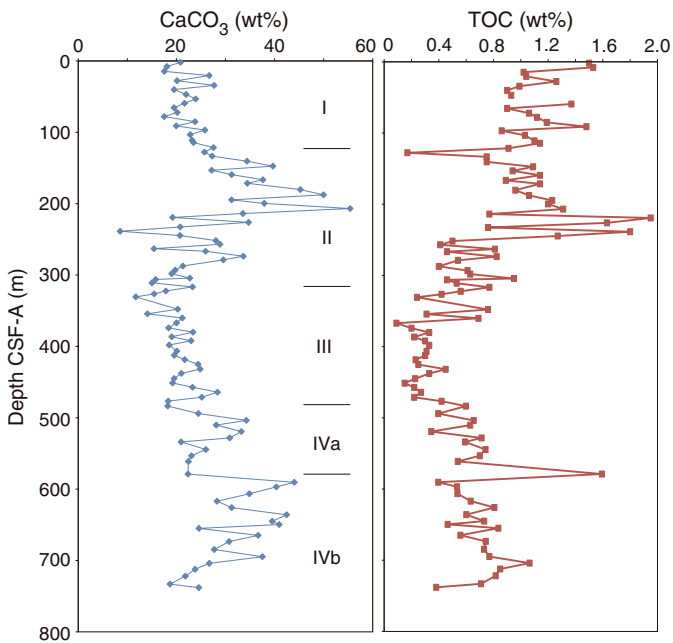 CaCO3 (wt%)
TOC (wt%)
0 20 40 60
0 0.4 0.8 1.2 1.6 2.0
Depth CSF-A (m)
0
100
200
300
400
500
600
700
800
I
II
III
IVa
IVb